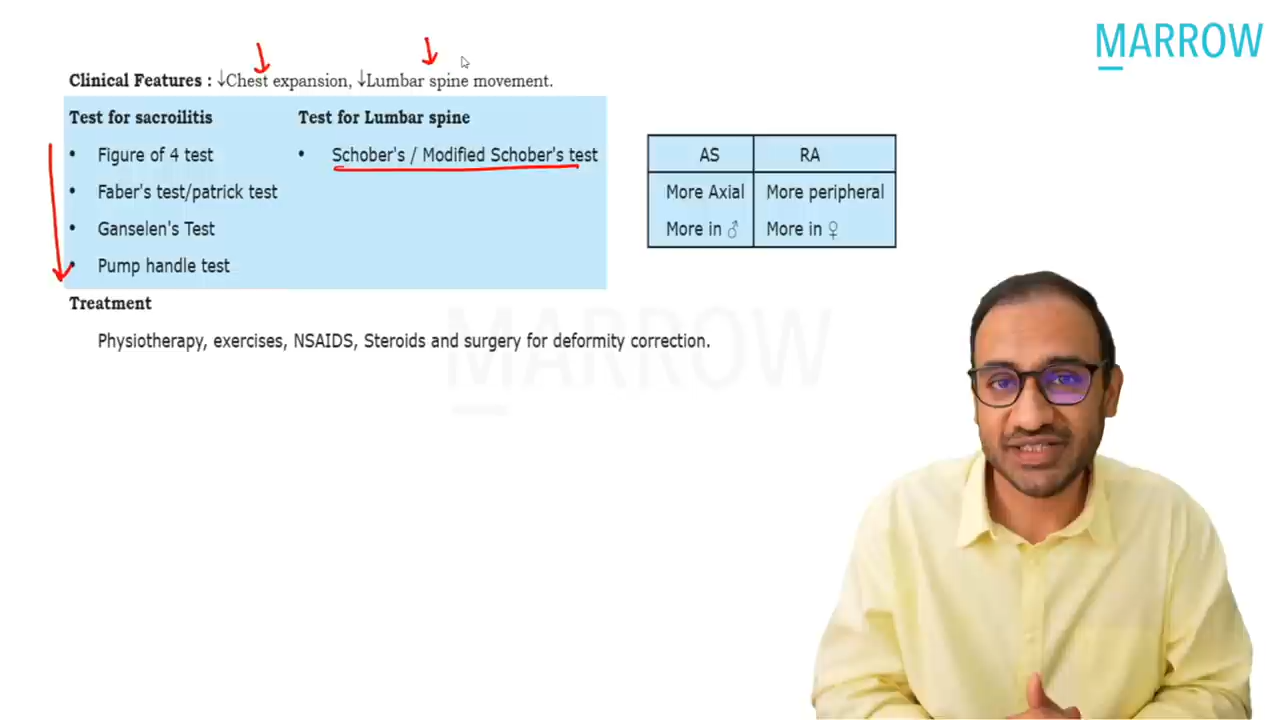 MARROW
Clinical Features : ↓Chest expansion, ↓Lumbar spine movement.
Test for sacroilitis
• Figure of 4 test
• Faber's test/patrick test
• Ganselen's Test
• Pump handle test
Test for Lumbar spine
• Schober's / Modified Schober's test
AS RA
More Axial More peripheral
More in ♂ More in ♀
Treatment
Physiotherapy, exercises, NSAIDS, Steroids and surgery for deformity correction.
MARROW